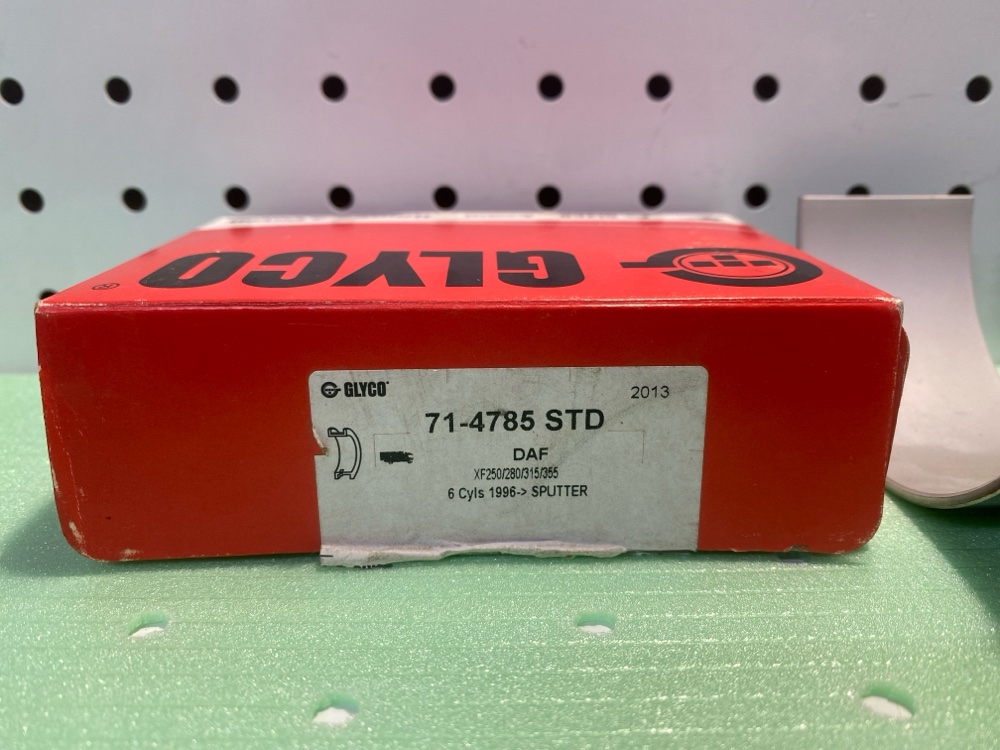 GLYCO®
GLYCO®
2013
71-4785 STD
DAF
XF250/280/315/355
6 Cyls 1996-> SPUTTER